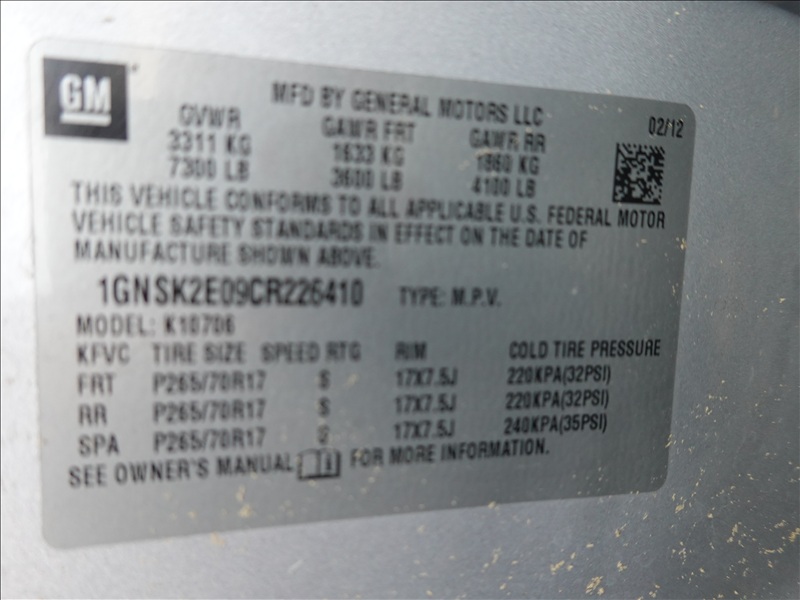 GM
MFD BY GENERAL MOTORS LLC
02/12
GVWR GAWR FRT GAWR RR
3311 KG 1633 KG 1860 KG
7300 LB 3600 LB 4100 LB
THIS VEHICLE CONFORMS TO ALL APPLICABLE U.S. FEDERAL MOTOR
VEHICLE SAFETY STANDARDS IN EFFECT ON THE DATE OF
MANUFACTURE SHOWN ABOVE.
1GNSK2E09CR226410 TYPE: M.P.V.
MODEL: K10706
KFVC TIRE SIZE SPEED RTG RIM COLD TIRE PRESSURE
FRT P265/70R17 S 17X7.5J 220KPA(32PSI)
RR P265/70R17 S 17X7.5J 220KPA(32PSI)
SPA P265/70R17 17X7.5J 240KPA(35PSI)
SEE OWNER'S MANUAL FOR MORE INFORMATION.